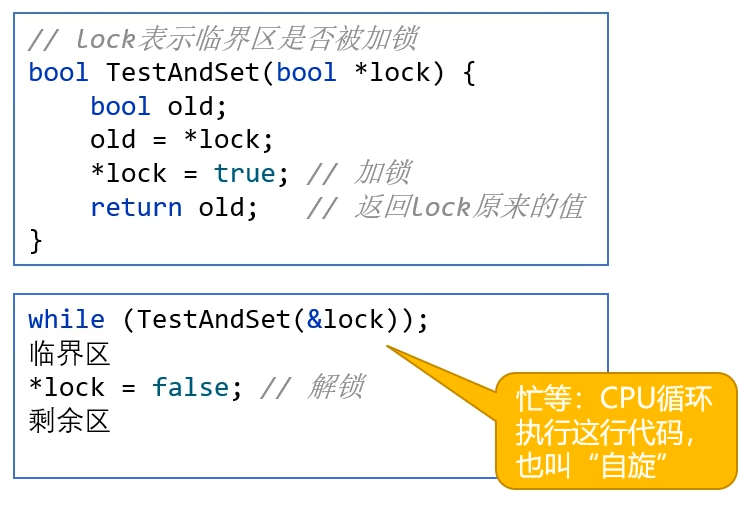 // lock表示临界区是否被加锁
bool TestAndSet(bool *lock) {
    bool old;
    old = *lock;
    *lock = true; // 加锁
    return old;   // 返回lock原来的值
}
while (TestAndSet(&lock));
临界区
*lock = false; // 解锁
剩余区
忙等：CPU循环
执行这行代码，
也叫“自旋”